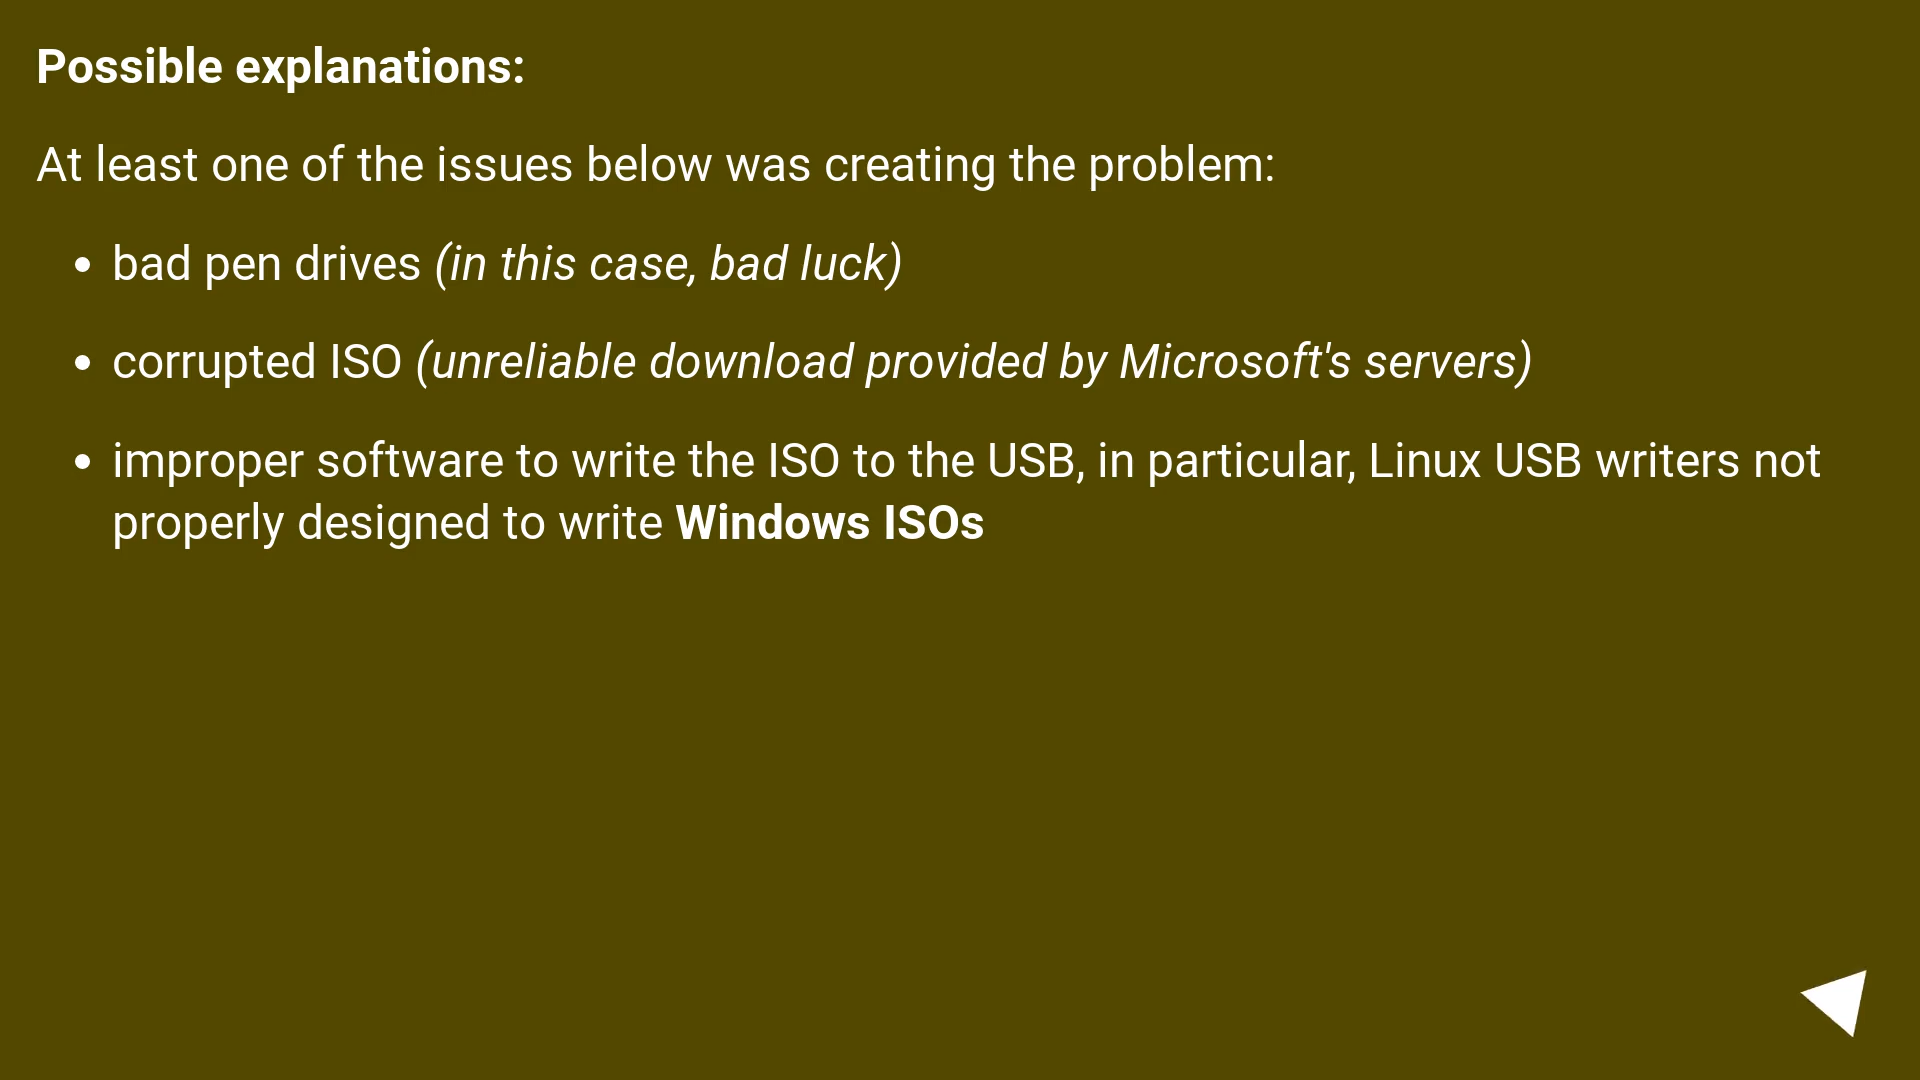 Possible explanations:
At least one of the issues below was creating the problem:
• bad pen drives (in this case, bad luck)
• corrupted ISO (unreliable download provided by Microsoft's servers)
• improper software to write the ISO to the USB, in particular, Linux USB writers not
properly designed to write Windows ISOs